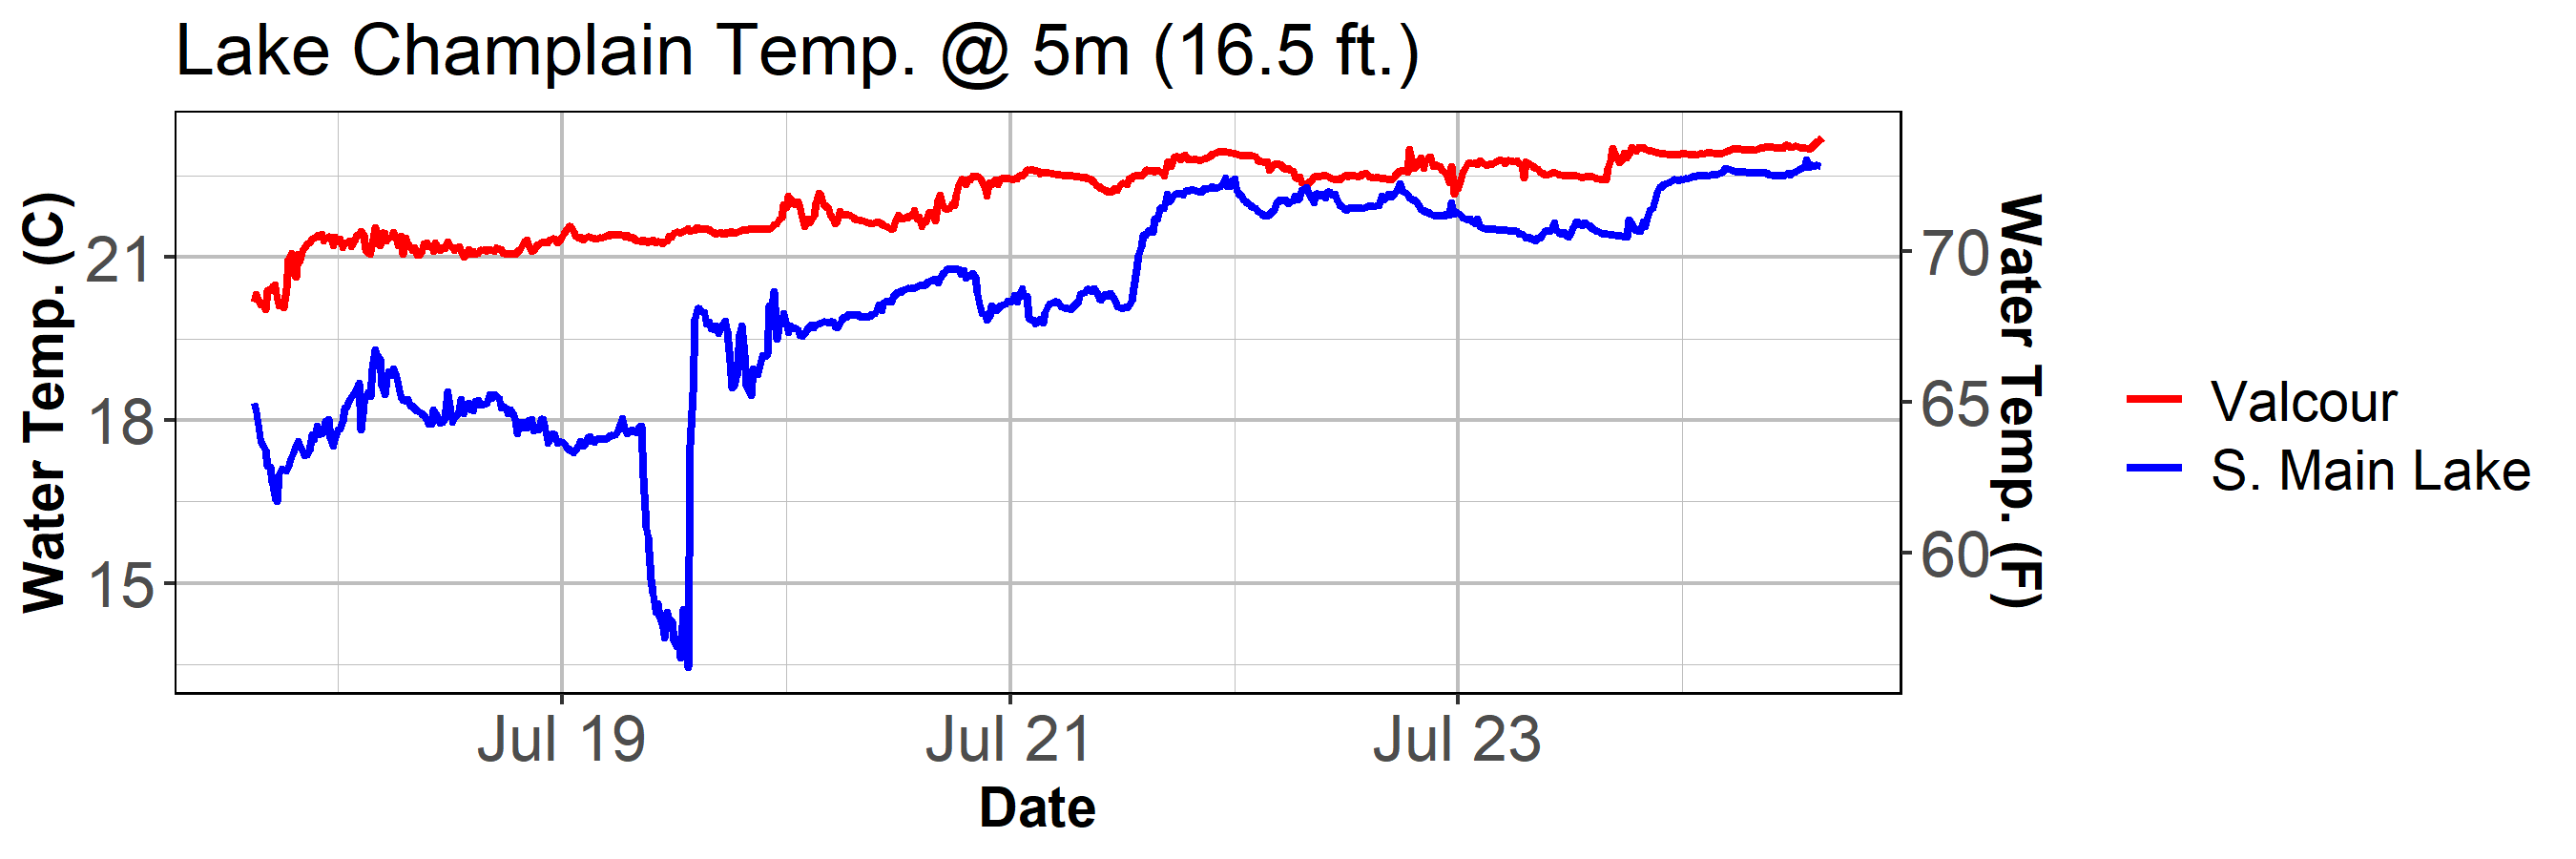 Lake Champlain Temp. @ 5m (16.5 ft.)
Water Temp. (C)
21
18
15
70
65
60
Water Temp. (F)
Jul 19
Jul 21
Jul 23
Date
Valcour
S. Main Lake